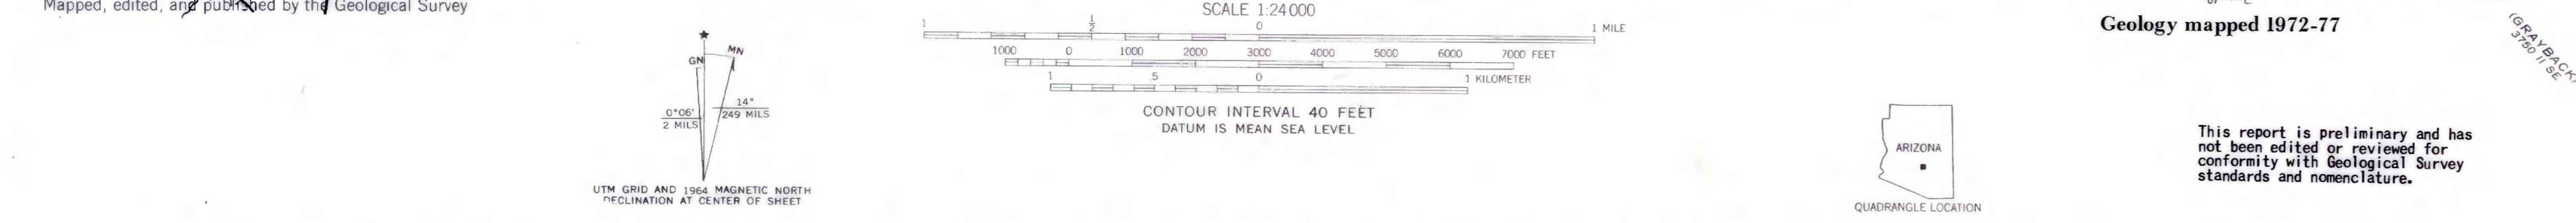 Mapped, edited, and published by the Geological Survey
★
MN
GN
0°06'
2 MILS
14°
249 MILS
UTM GRID AND 1964 MAGNETIC NORTH
DECLINATION AT CENTER OF SHEET
SCALE 1:24 000
1 ½ 0 1 MILE
1000 0 1000 2000 3000 4000 5000 6000 7000 FEET
1 .5 0 1 KILOMETER
CONTOUR INTERVAL 40 FEET
DATUM IS MEAN SEA LEVEL
ARIZONA
QUADRANGLE LOCATION
Geology mapped 1972-77
(GRAYBACK)
3750 II SE
This report is preliminary and has
not been edited or reviewed for
conformity with Geological Survey
standards and nomenclature.